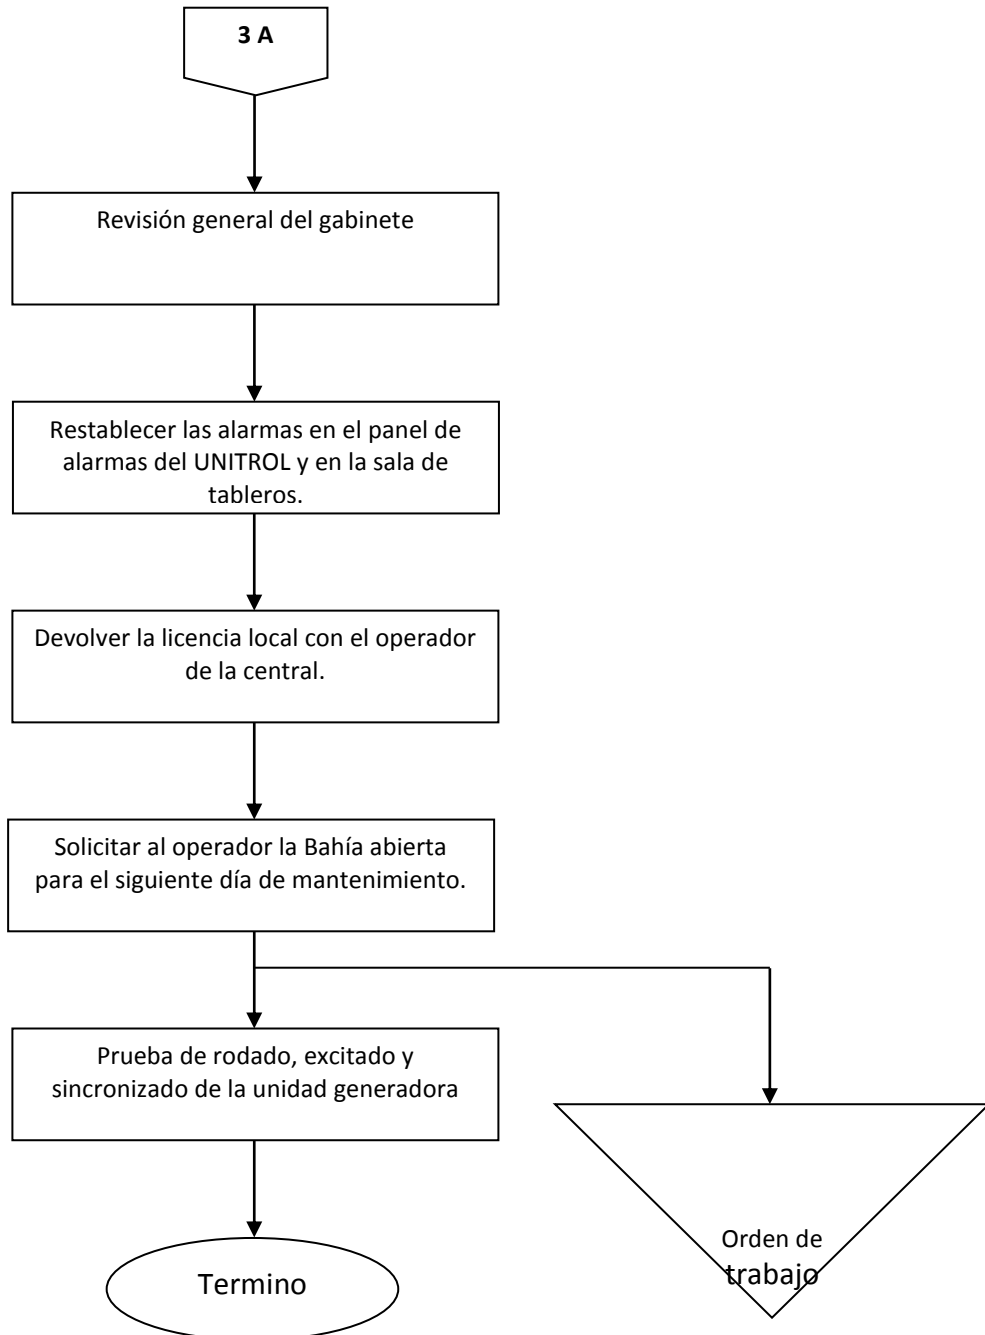 3 A
Revisión general del gabinete
Restablecer las alarmas en el panel de
alarmas del UNITROL y en la sala de
tableros.
Devolver la licencia local con el operador
de la central.
Solicitar al operador la Bahía abierta
para el siguiente día de mantenimiento.
Prueba de rodado, excitado y
sincronizado de la unidad generadora
Orden de
trabajo
Termino